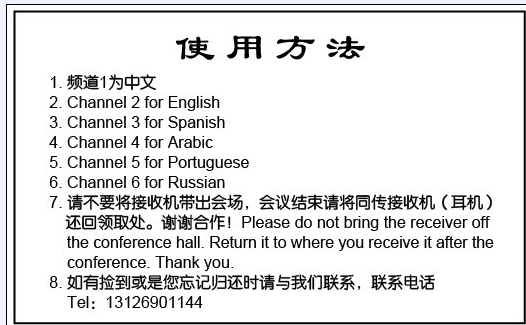 使用方法
1. 频道1为中文
2. Channel 2 for English
3. Channel 3 for Spanish
4. Channel 4 for Arabic
5. Channel 5 for Portuguese
6. Channel 6 for Russian
7. 请不要将接收机带出会场，会议结束请将同传接收机（耳机）
还回领取处。谢谢合作！Please do not bring the receiver off
the conference hall. Return it to where you receive it after the
conference. Thank you.
8. 如有捡到或是您忘记归还时请与我们联系，联系电话
Tel：13126901144